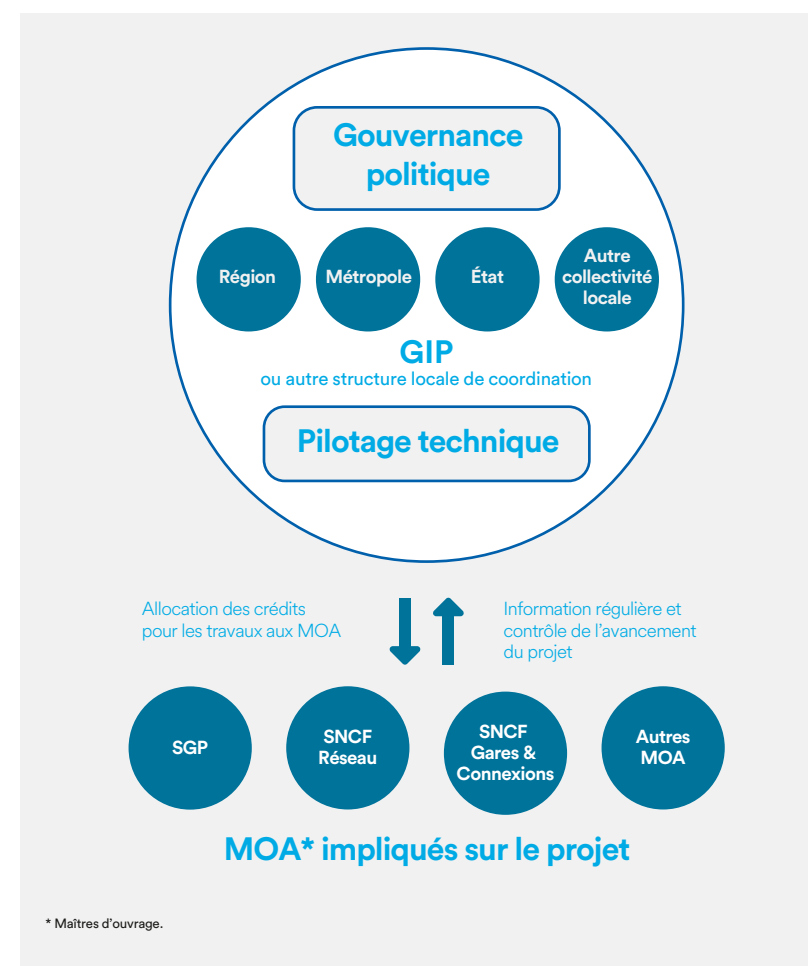 Gouvernance
politique
Région
Métropole
État
Autre
collectivité
locale
GIP
ou autre structure locale de coordination
Pilotage technique
Allocation des crédits
pour les travaux aux MOA
Information régulière et
contrôle de l’avancement
du projet
SGP
SNCF
Réseau
SNCF
Gares &
Connexions
Autres
MOA
MOA* impliqués sur le projet
* Maîtres d’ouvrage.